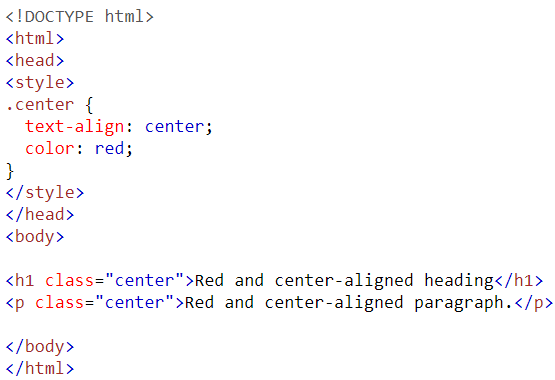 <!DOCTYPE html>
<html>
<head>
<style>
.center {
  text-align: center;
  color: red;
}
</style>
</head>
<body>

<h1 class="center">Red and center-aligned heading</h1>
<p class="center">Red and center-aligned paragraph.</p>

</body>
</html>